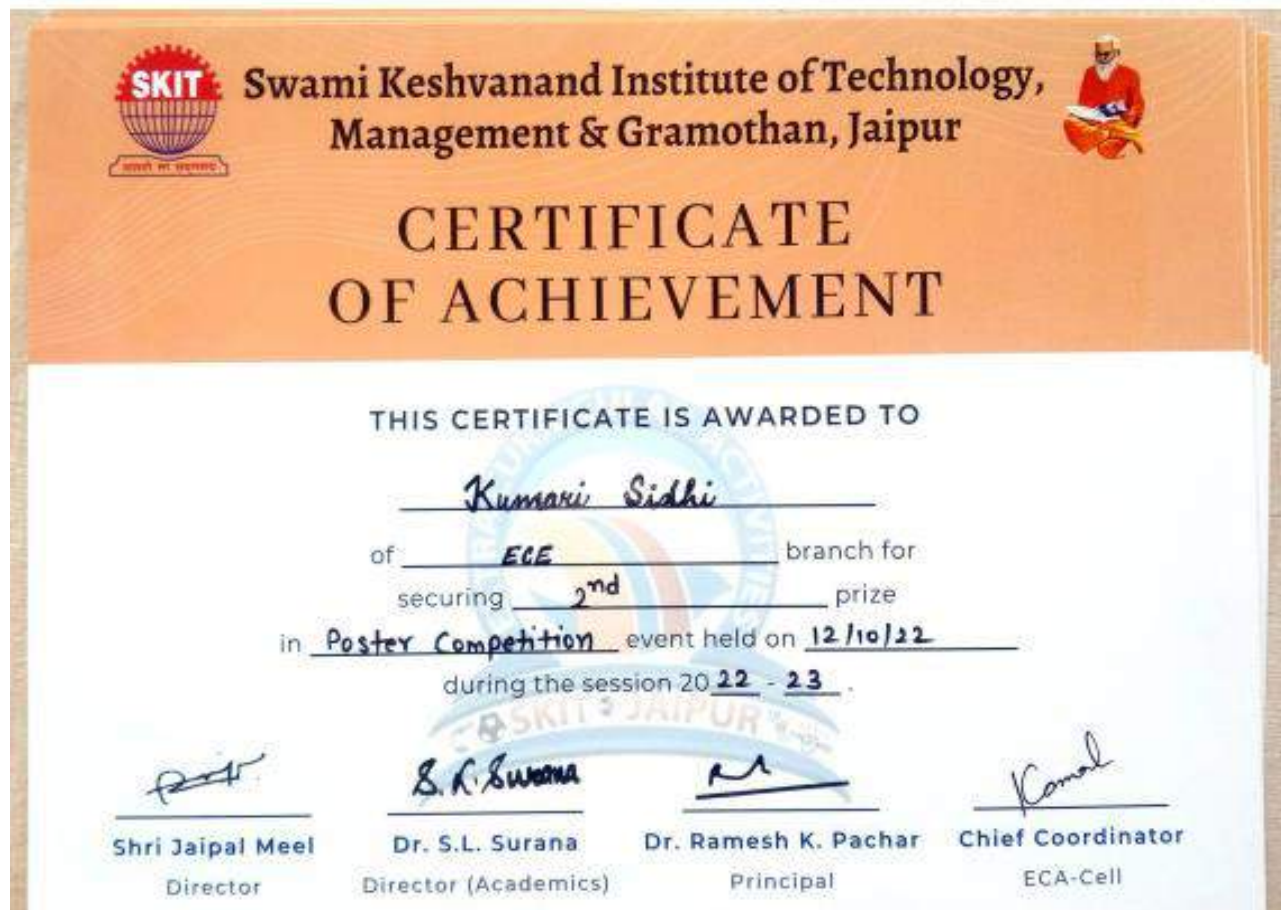 SKIT
Swami Keshvanand Institute of Technology,
Management & Gramothan, Jaipur
CERTIFICATE
OF ACHIEVEMENT
THIS CERTIFICATE IS AWARDED TO
Kumari Sidhi
of ECE branch for
securing 2nd prize
in Poster Competition event held on 12/10/22
during the session 20 22 - 23.
SKIT JAIPUR
S. L. Surana
Kamal
Shri Jaipal Meel
Dr. S.L. Surana
Dr. Ramesh K. Pachar
Chief Coordinator
Director
Director (Academics)
Principal
ECA-Cell